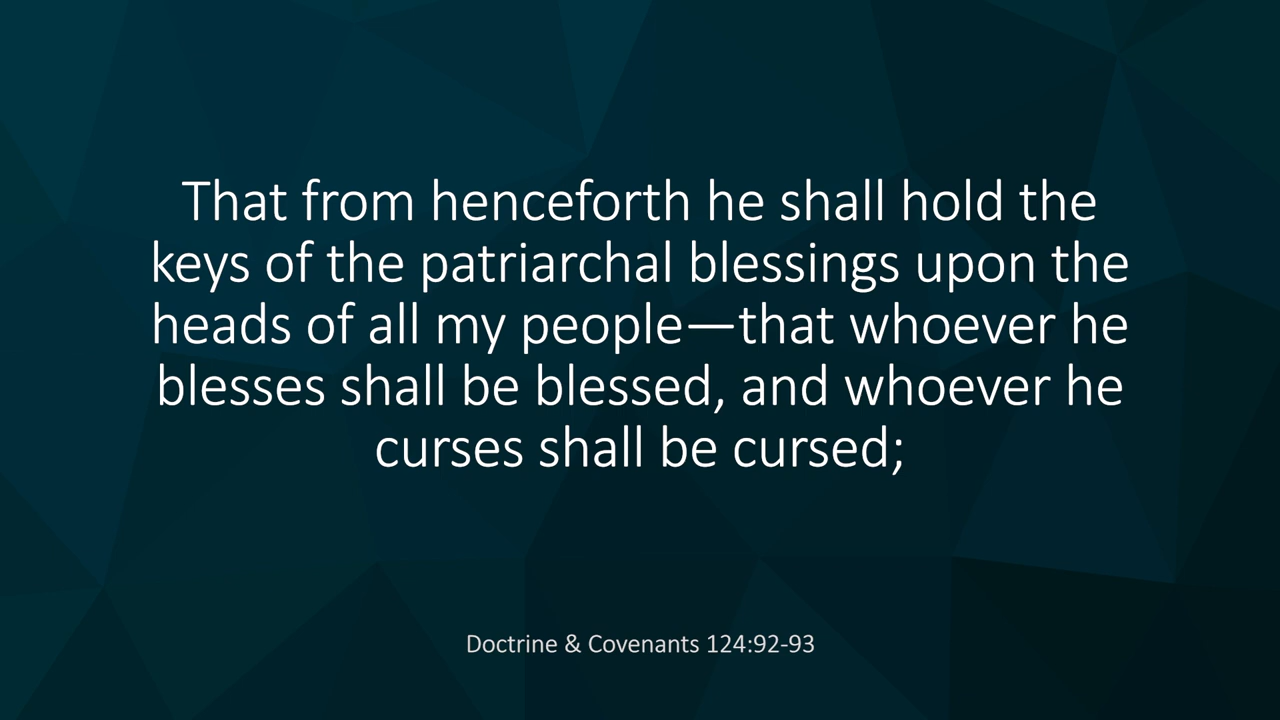 That from henceforth he shall hold the
keys of the patriarchal blessings upon the
heads of all my people—that whoever he
blesses shall be blessed, and whoever he
curses shall be cursed;
Doctrine & Covenants 124:92-93